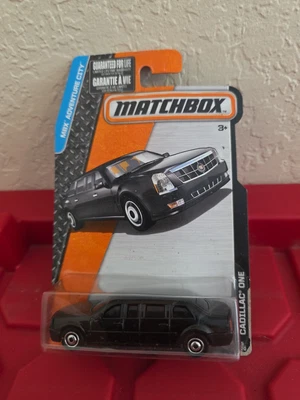 MBX ADVENTURE CITY
GUARANTEED FOR LIFE
GARANTIE À VIE
MATCHBOX
3+
CADILLAC ONE